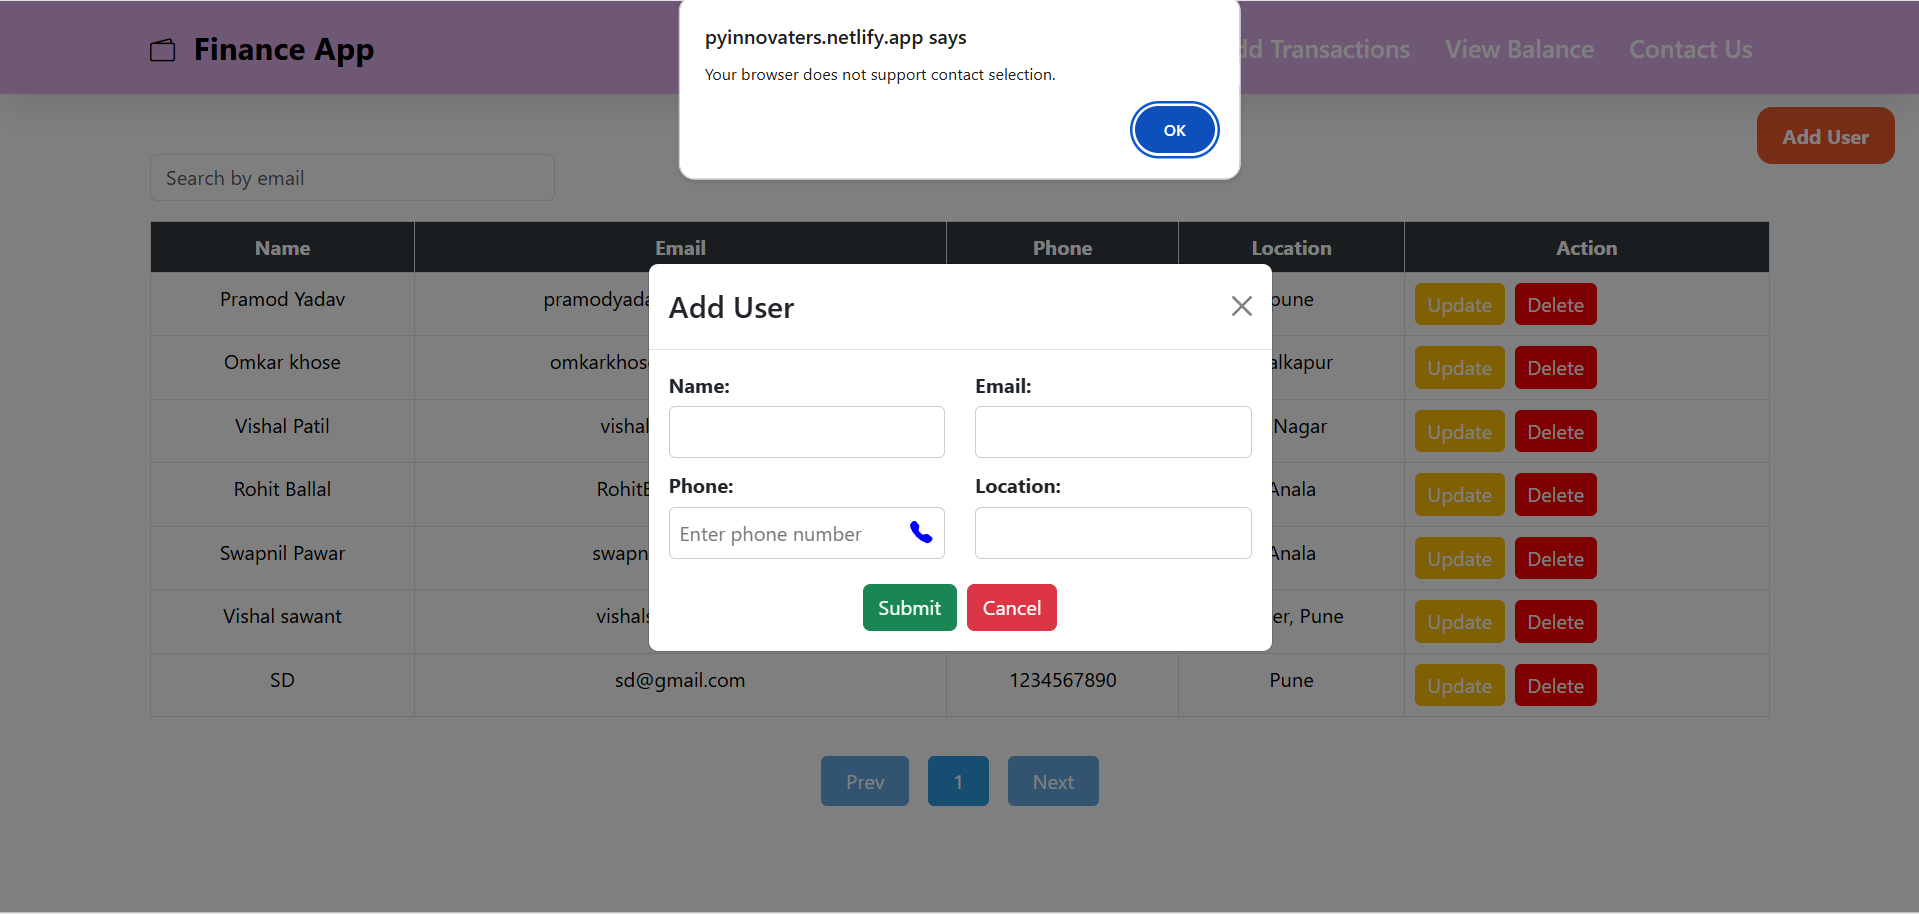 pyinnovaters.netlify.app says
Your browser does not support contact selection.
OK
Finance App
Transactions View Balance Contact Us
Add User
Search by email
Name Email Phone Location Action
Pramod Yadav pramodyada pune Update Delete
Omkar khose omkarkhos alkapur Update Delete
Vishal Patil vishal Nagar Update Delete
Rohit Ballal Rohit Anala Update Delete
Swapnil Pawar swapn Anala Update Delete
Vishal sawant vishals er, Pune Update Delete
SD sd@gmail.com 1234567890 Pune Update Delete
Add User
Name: Email:
Phone: Location:
Enter phone number
Submit Cancel
Prev 1 Next